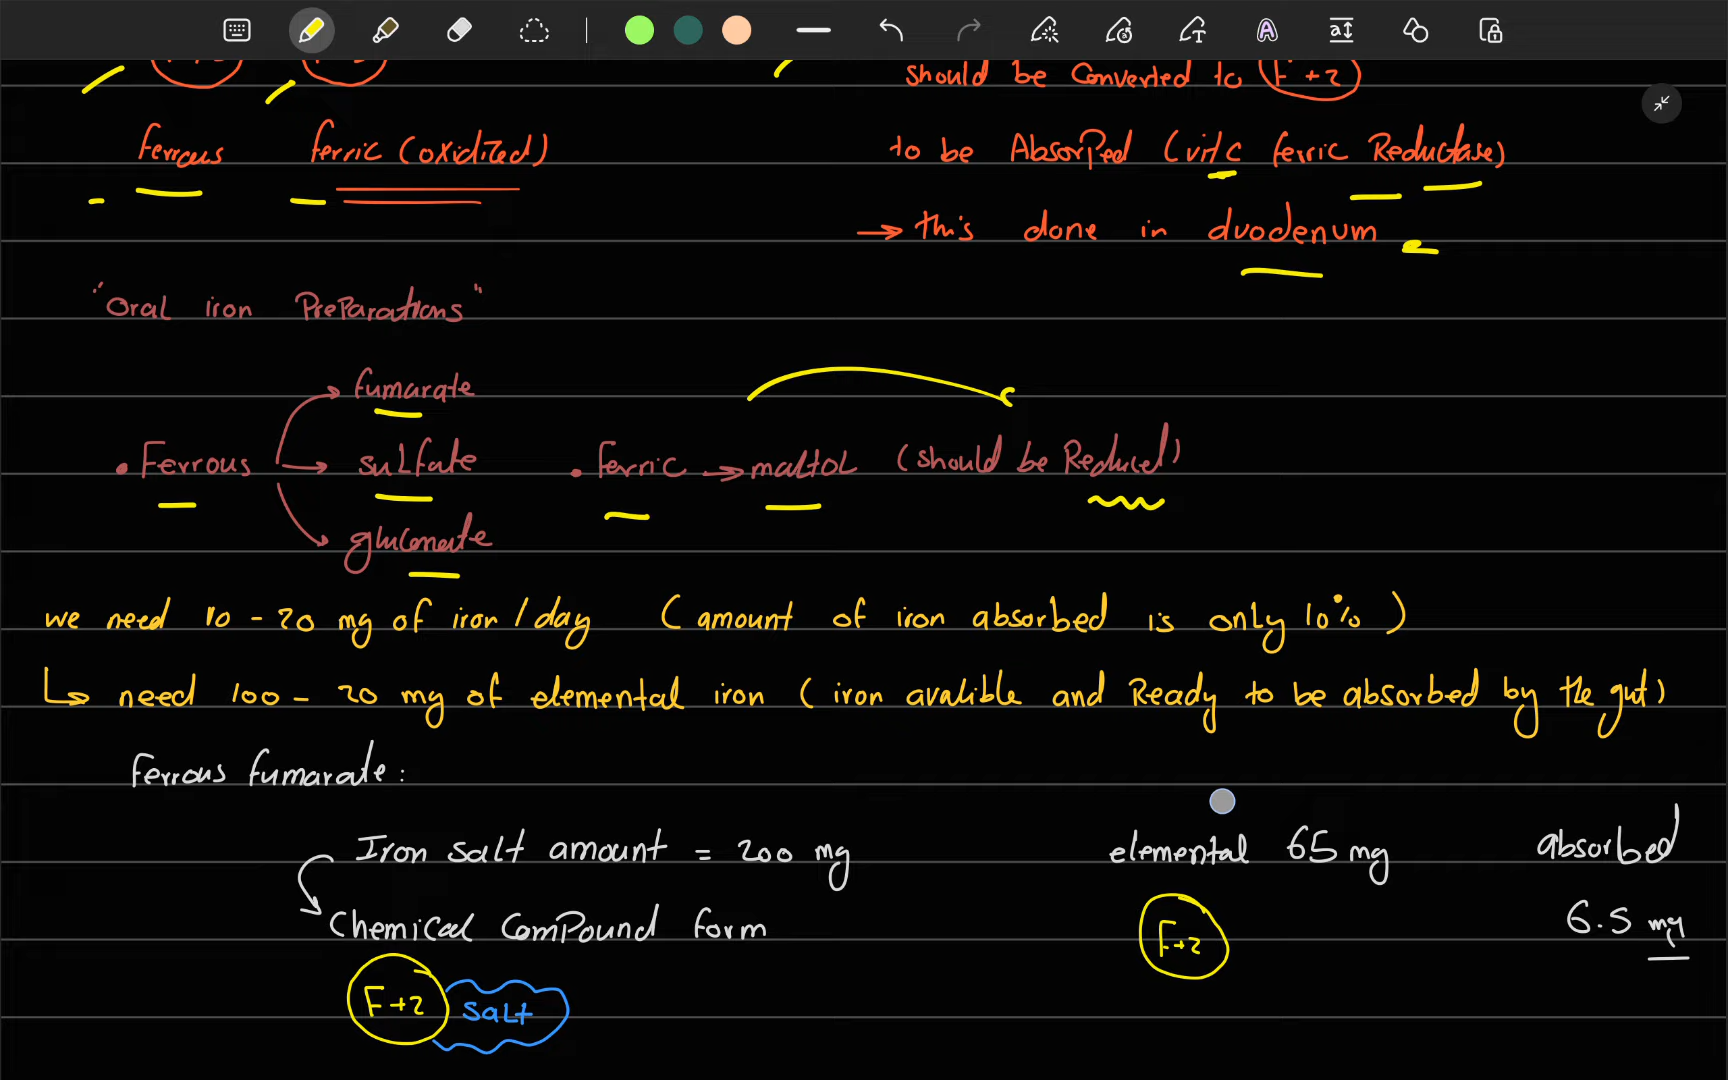 should be Converted to F+2
ferrous ferric (oxidized)
to be AbsorPed (vit c ferric Reductase)
→ this done in duodenum
"Oral iron PrePararations"
fumarate
• Ferrous sulfate • ferric → maltol (should be Reduced)
gluconate
we need 10 - 20 mg of iron / day ( amount of iron absorbed is only 10% )
↳ need 100 - 20 mg of elemental iron ( iron avalible and Ready to be absorbed by the gut)
Ferrous fumarate :
Iron salt amount = 200 mg elemental 65 mg absorbed
Chemical ComPound form F+2 6.5 mg
F+2 salt